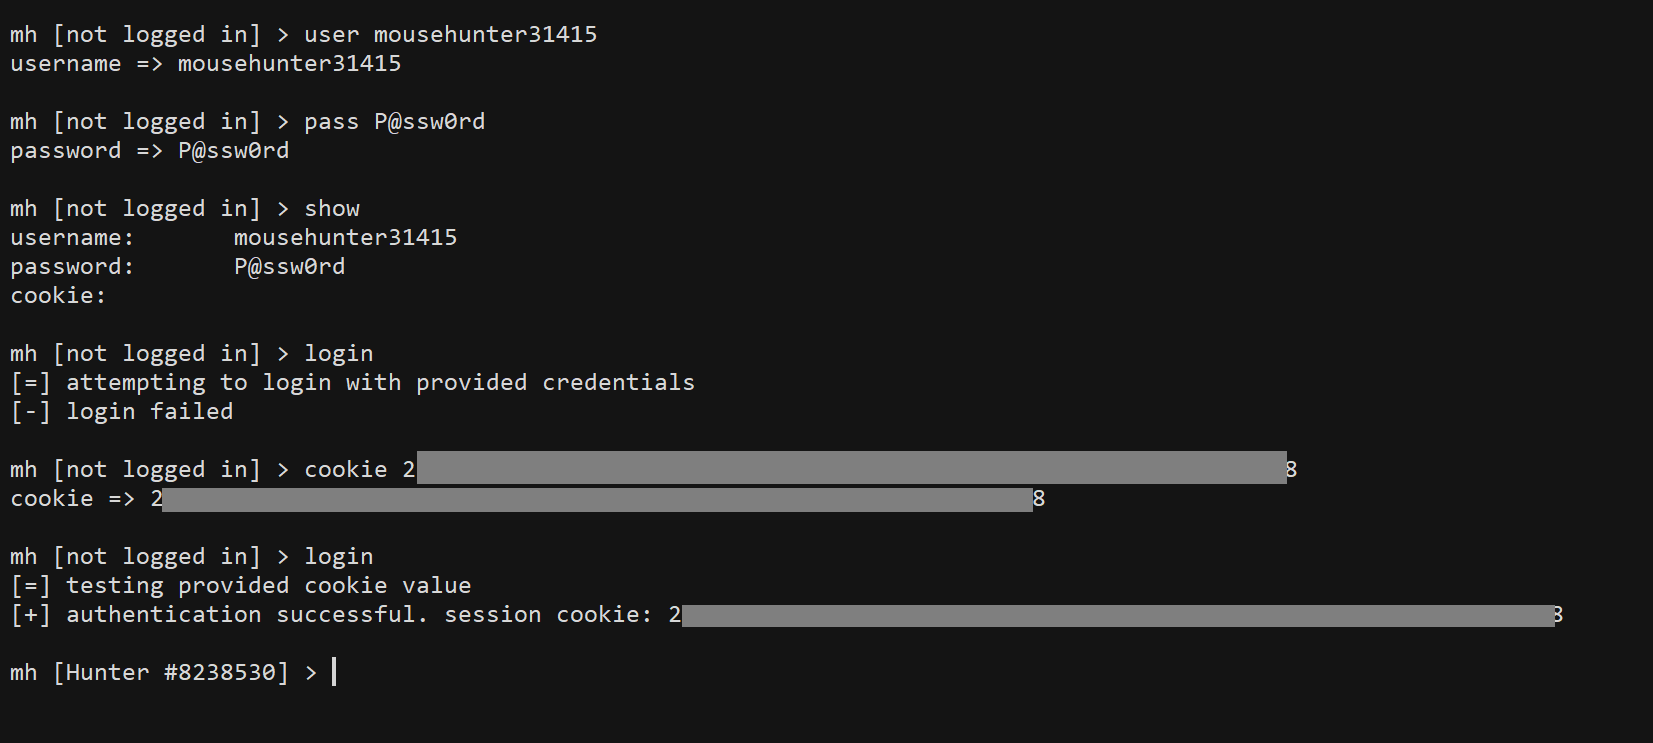 mh [not logged in] > user mousehunter31415
username => mousehunter31415
mh [not logged in] > pass P@ssw0rd
password => P@ssw0rd
mh [not logged in] > show
username: mousehunter31415
password: P@ssw0rd
cookie:
mh [not logged in] > login
[=] attempting to login with provided credentials
[-] login failed
mh [not logged in] > cookie 2 8
cookie => 2 8
mh [not logged in] > login
[=] testing provided cookie value
[+] authentication successful. session cookie: 2 8
mh [Hunter #8238530] >